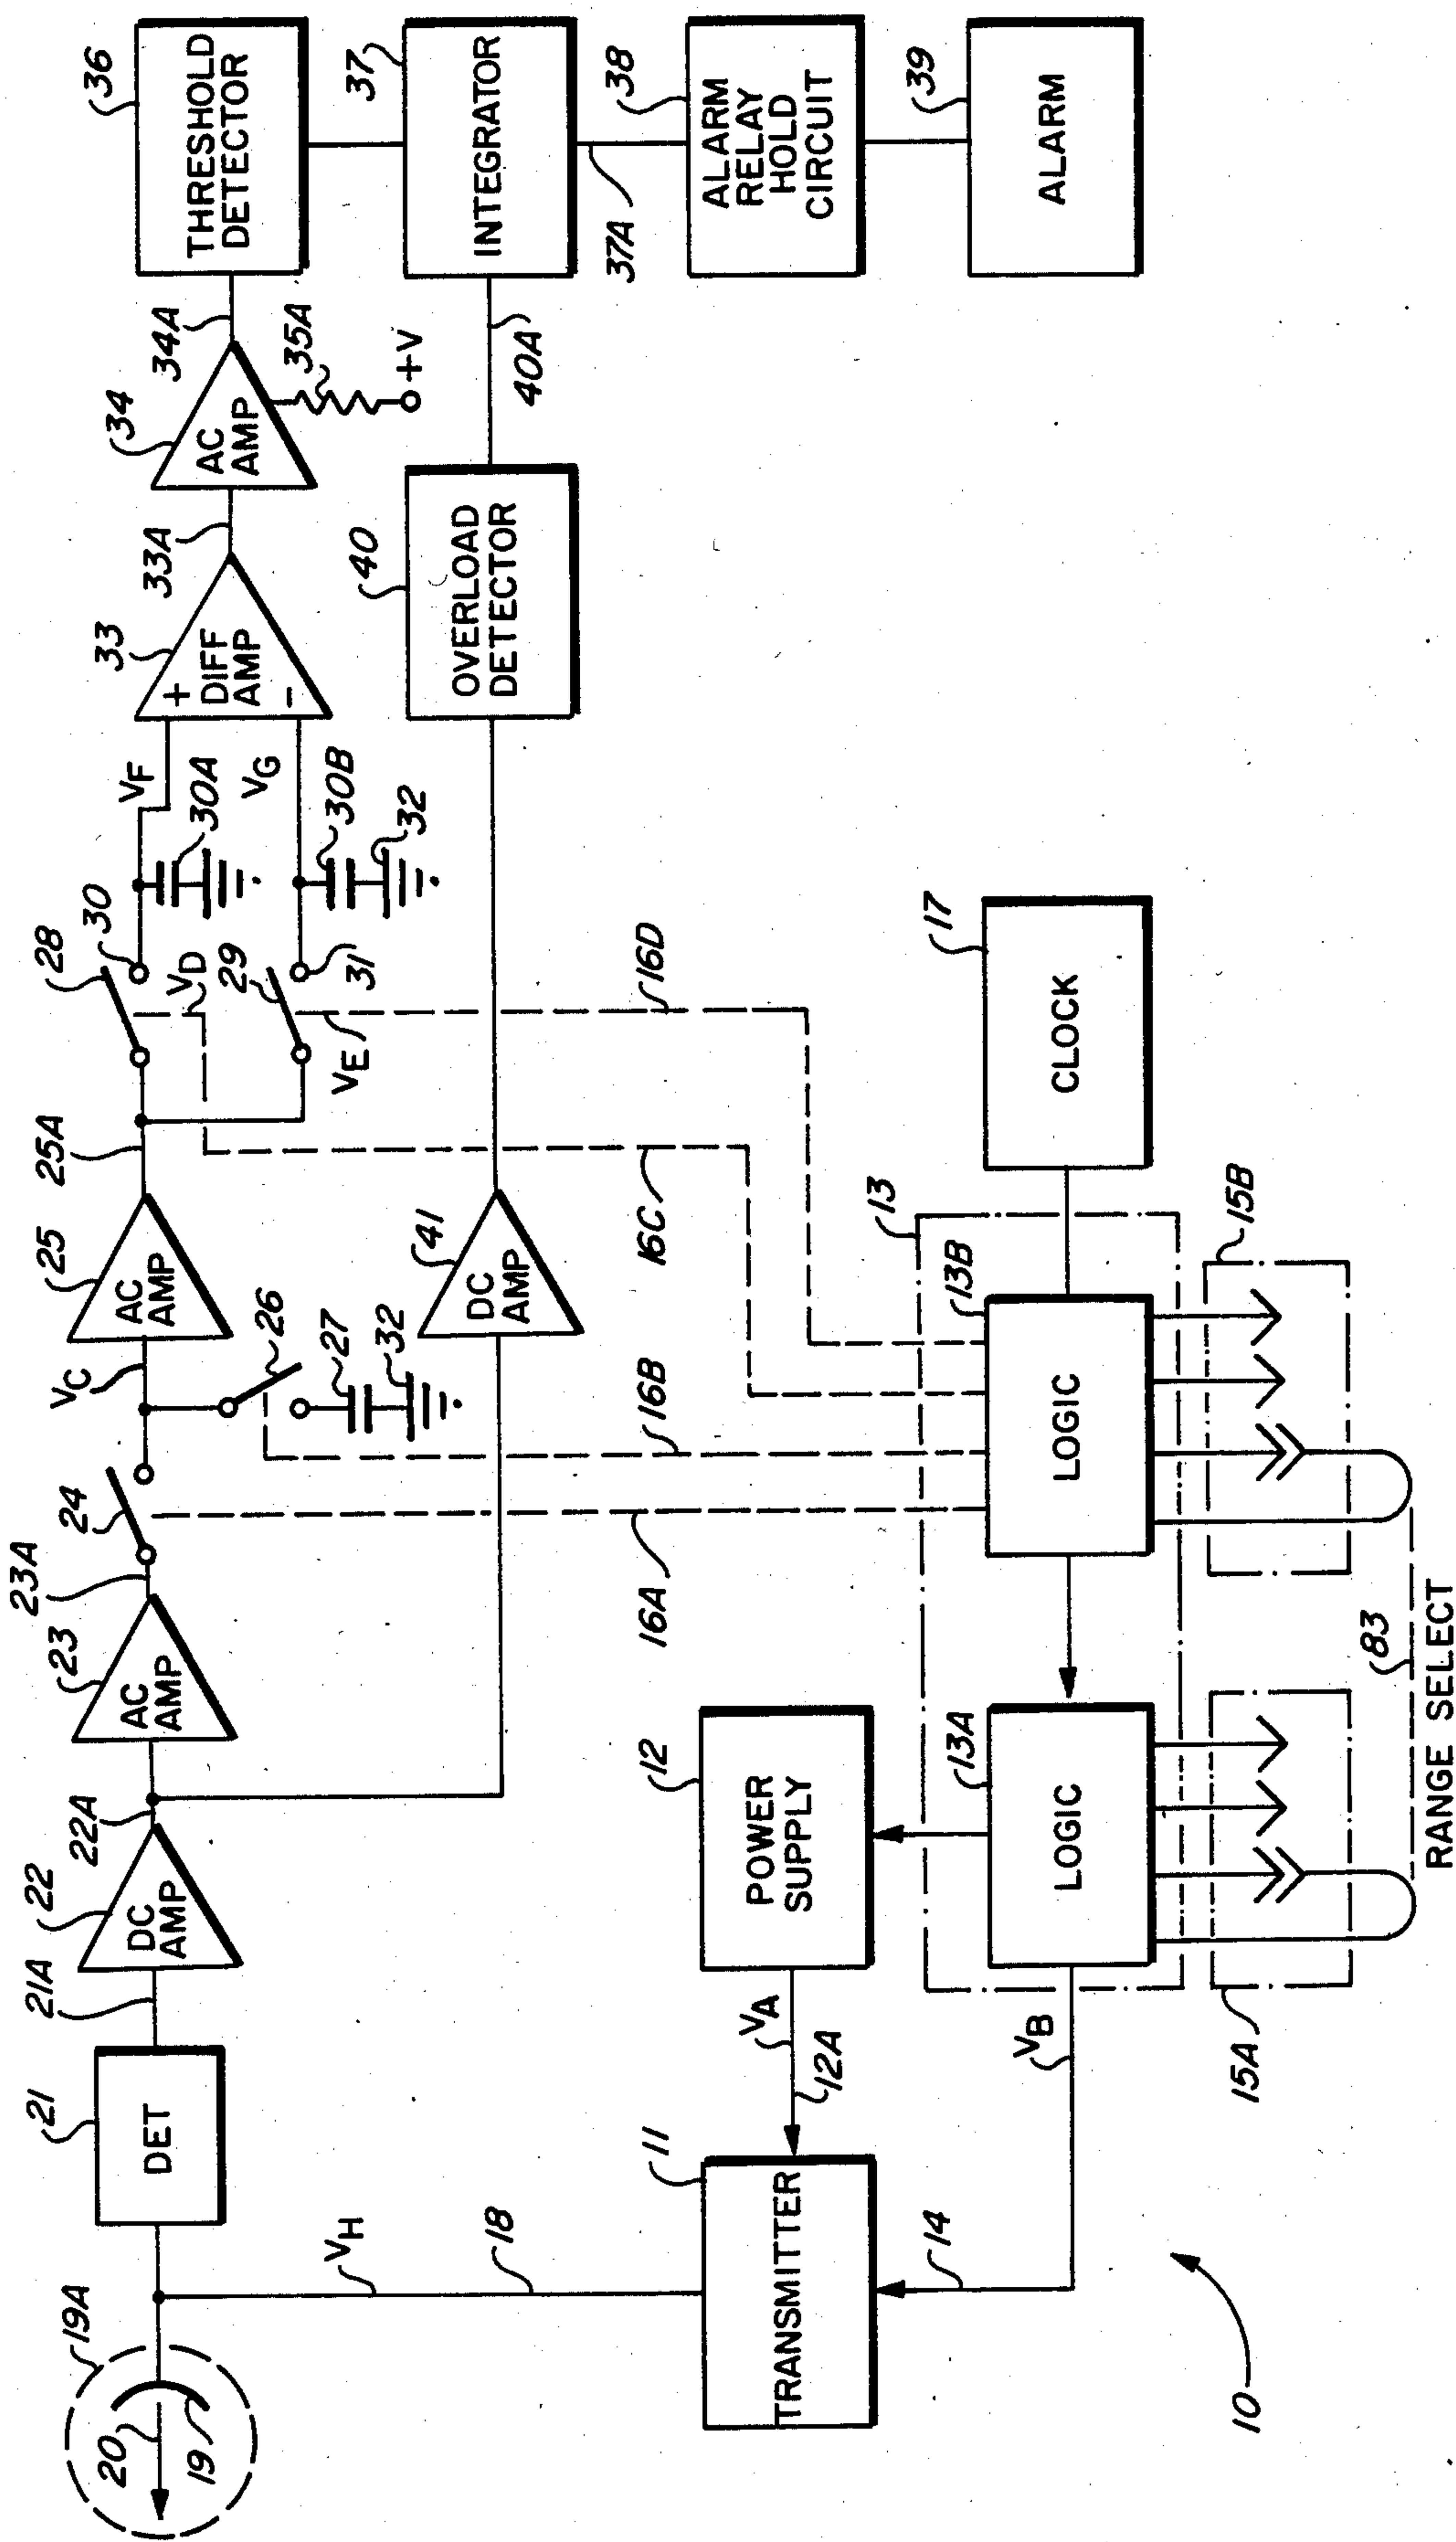 19A
20
19
21
DET
21A
22
DC
AMP
22A
23
AC
AMP
23A
24
VC
25
AC
AMP
25A
26
27
32
28
30
VD
29
31
VE
VF
30A
VG
30B
32
33
+
DIFF
AMP
-
33A
34
AC
AMP
34A
35A
+V
36
THRESHOLD
DETECTOR
37
INTEGRATOR
37A
38
ALARM
RELAY
HOLD
CIRCUIT
39
ALARM
40
OVERLOAD
DETECTOR
40A
41
DC
AMP
VH
18
11
TRANSMITTER
14
VA
12A
12
POWER
SUPPLY
VB
13A
LOGIC
13
13B
LOGIC
16A
16B
16C
16D
17
CLOCK
15A
15B
83
RANGE SELECT
10